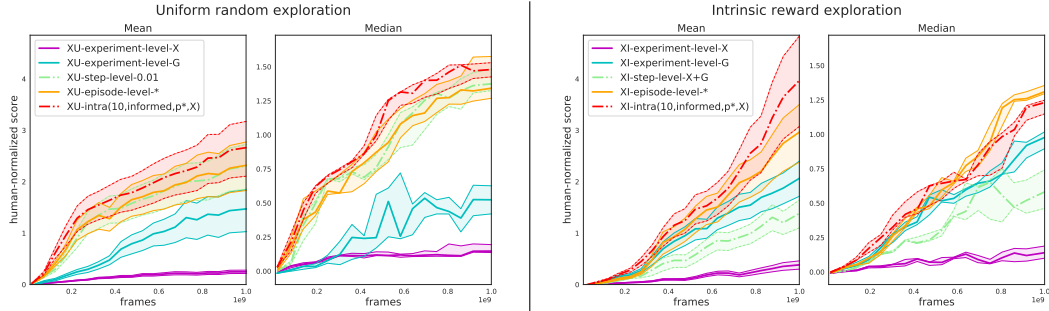 Uniform random exploration
Mean
Median
human-normalized score
4
3
2
1
0
XU-experiment-level-X
XU-experiment-level-G
XU-step-level-0.01
XU-episode-level-*
XU-intra(10,informed,p*,X)
0.2
0.4
0.6
0.8
1.0
1e9
frames
1.50
1.25
1.00
0.75
0.50
0.25
0.00
0.2
0.4
0.6
0.8
1.0
1e9
frames
Intrinsic reward exploration
Mean
Median
human-normalized score
4
3
2
1
0
XI-experiment-level-X
XI-experiment-level-G
XI-step-level-X+G
XI-episode-level-*
XI-intra(10,informed,p*,X)
0.2
0.4
0.6
0.8
1.0
1e9
frames
1.50
1.25
1.00
0.75
0.50
0.25
0.00
0.2
0.4
0.6
0.8
1.0
1e9
frames